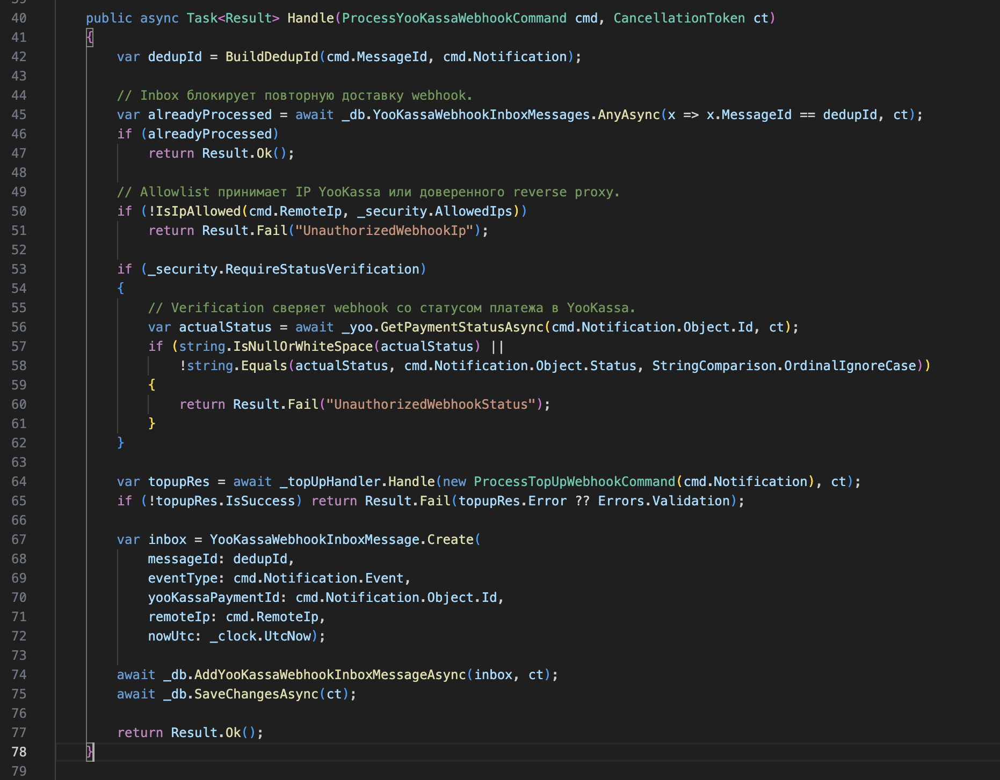 40 public async Task<Result> Handle(ProcessYooKassaWebhookCommand cmd, CancellationToken ct)
41 {
42 var dedupId = BuildDedupId(cmd.MessageId, cmd.Notification);
43
44 // Inbox блокирует повторную доставку webhook.
45 var alreadyProcessed = await _db.YooKassaWebhookInboxMessages.AnyAsync(x => x.MessageId == dedupId, ct);
46 if (alreadyProcessed)
47 return Result.Ok();
48
49 // Allowlist принимает IP YooKassa или доверенного reverse proxy.
50 if (!IsIpAllowed(cmd.RemoteIp, _security.AllowedIps))
51 return Result.Fail("UnauthorizedWebhookIp");
52
53 if (_security.RequireStatusVerification)
54 {
55 // Verification сверяет webhook со статусом платежа в YooKassa.
56 var actualStatus = await _yoo.GetPaymentStatusAsync(cmd.Notification.Object.Id, ct);
57 if (string.IsNullOrWhiteSpace(actualStatus) ||
58 !string.Equals(actualStatus, cmd.Notification.Object.Status, StringComparison.OrdinalIgnoreCase))
59 {
60 return Result.Fail("UnauthorizedWebhookStatus");
61 }
62 }
63
64 var topupRes = await _topUpHandler.Handle(new ProcessTopUpWebhookCommand(cmd.Notification), ct);
65 if (!topupRes.IsSuccess) return Result.Fail(topupRes.Error ?? Errors.Validation);
66
67 var inbox = YooKassaWebhookInboxMessage.Create(
68 messageId: dedupId,
69 eventType: cmd.Notification.Event,
70 yooKassaPaymentId: cmd.Notification.Object.Id,
71 remoteIp: cmd.RemoteIp,
72 nowUtc: _clock.UtcNow);
73
74 await _db.AddYooKassaWebhookInboxMessageAsync(inbox, ct);
75 await _db.SaveChangesAsync(ct);
76
77 return Result.Ok();
78 }
79